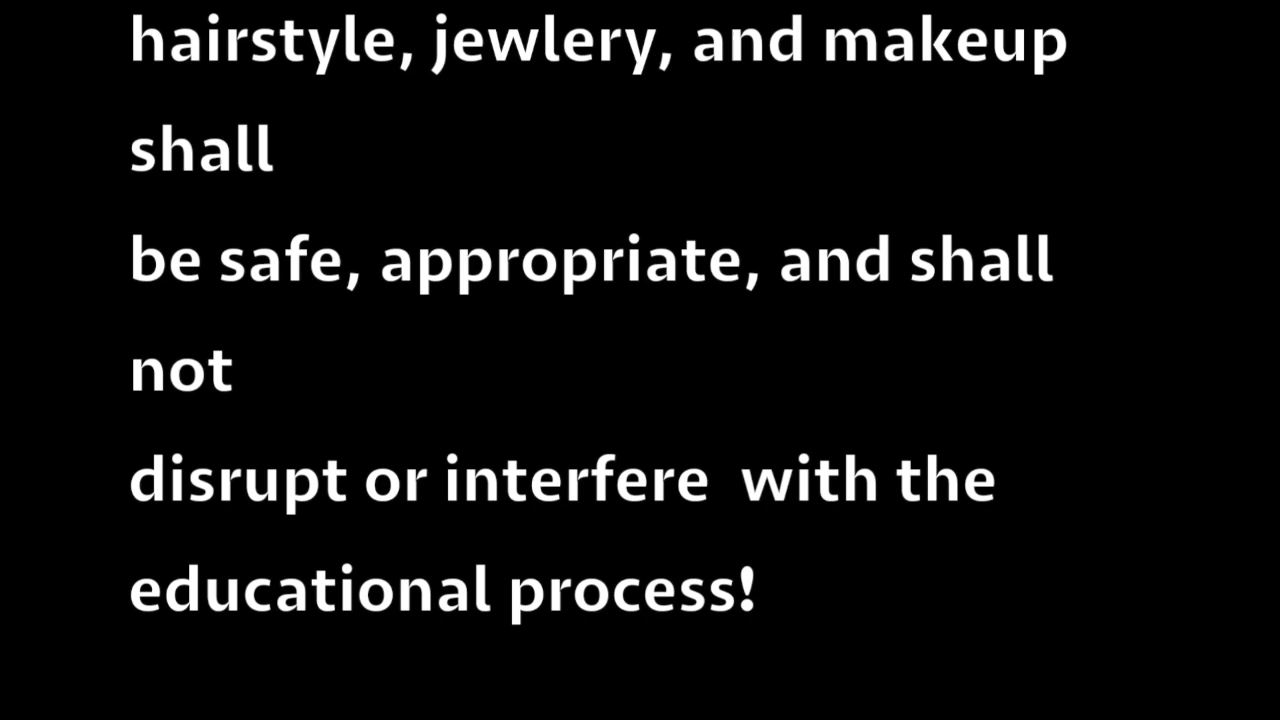 hairstyle, jewlery, and makeup
shall
be safe, appropriate, and shall
not
disrupt or interfere  with the
educational process!